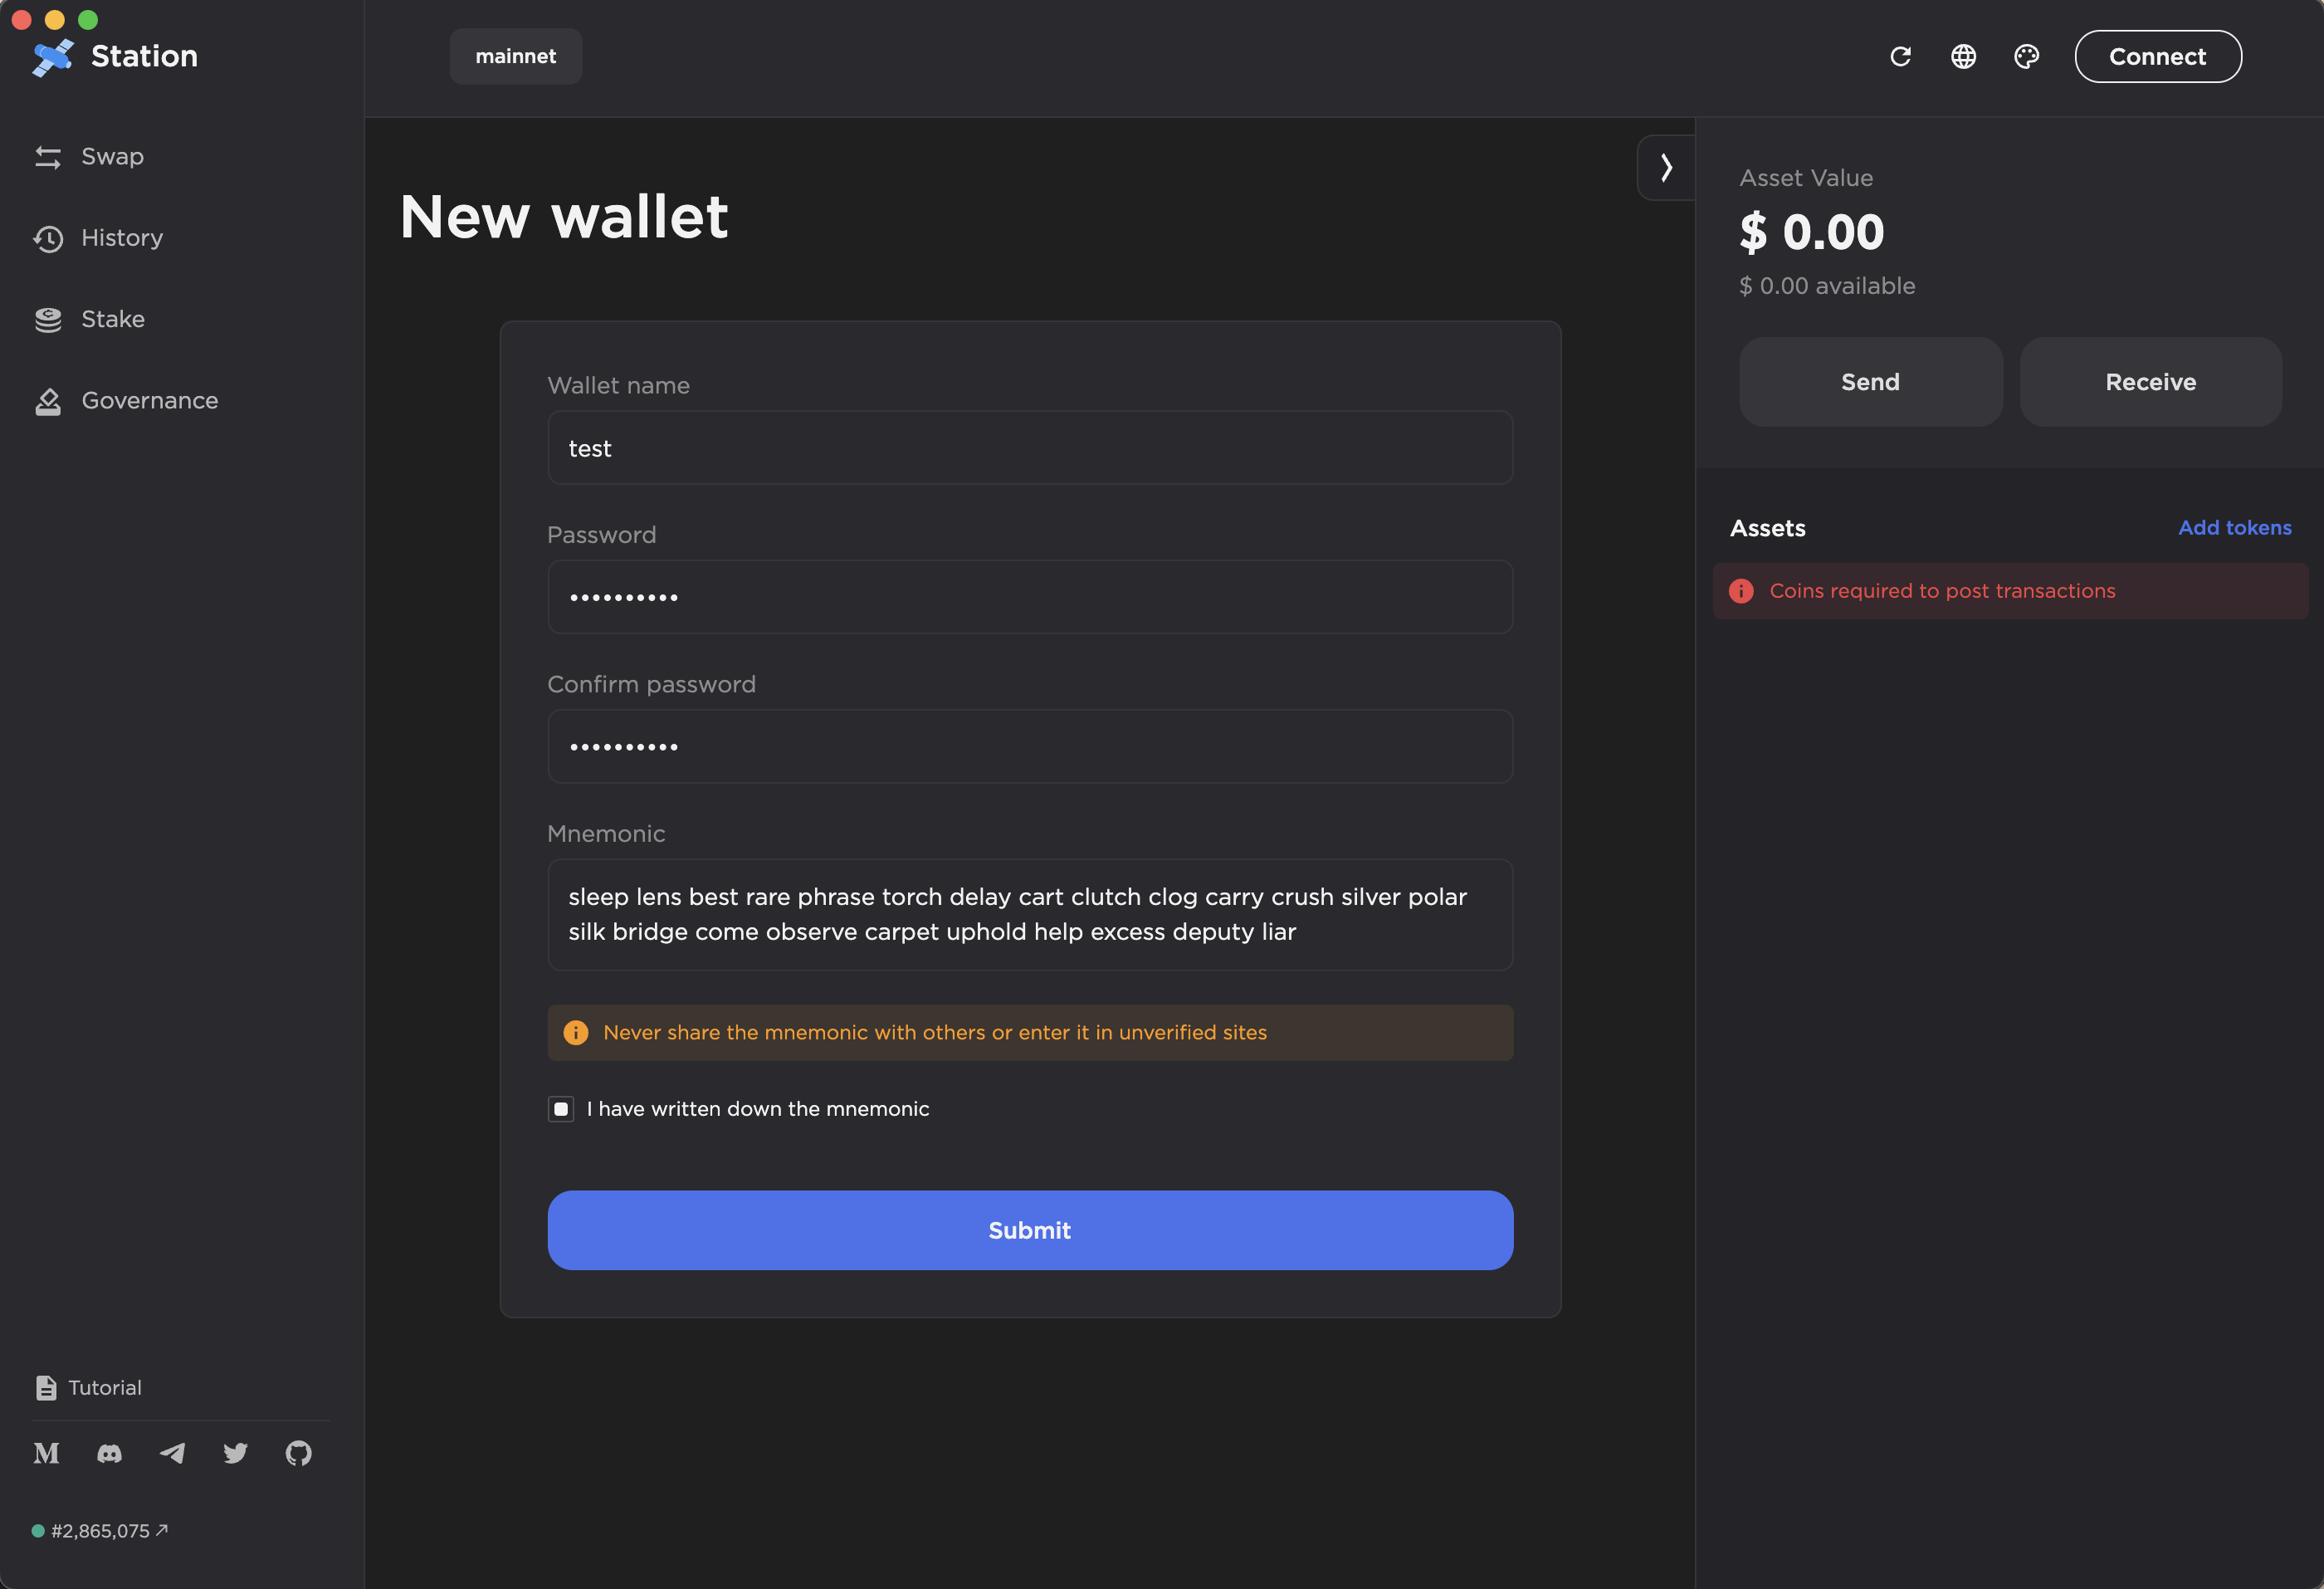 Station
mainnet
Connect
Swap
History
Stake
Governance
New wallet
Wallet name
test
Password
••••••••••
Confirm password
••••••••••
Mnemonic
sleep lens best rare phrase torch delay cart clutch clog carry crush silver polar
silk bridge come observe carpet uphold help excess deputy liar
Never share the mnemonic with others or enter it in unverified sites
I have written down the mnemonic
Submit
Asset Value
$ 0.00
$ 0.00 available
Send
Receive
Assets
Add tokens
Coins required to post transactions
Tutorial
#2,865,075